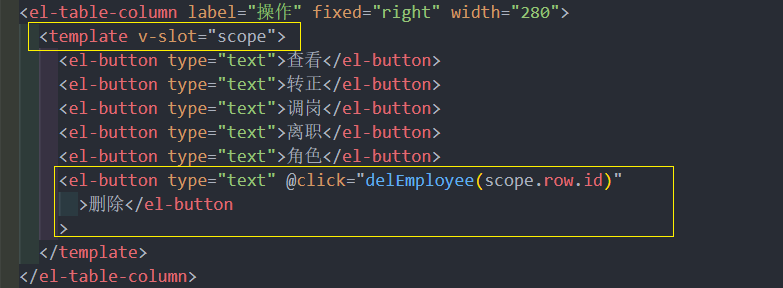 <el-table-column label="操作" fixed="right" width="280">
<template v-slot="scope">
<el-button type="text">查看</el-button>
<el-button type="text">转正</el-button>
<el-button type="text">调岗</el-button>
<el-button type="text">离职</el-button>
<el-button type="text">角色</el-button>
<el-button type="text" @click="delEmployee(scope.row.id)"
>删除</el-button
>
</template>
</el-table-column>